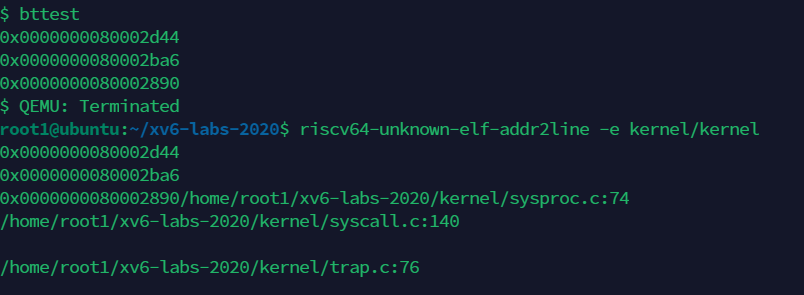 $ bttest
0x0000000080002d44
0x0000000080002ba6
0x0000000080002890
$ QEMU: Terminated
root1@ubuntu:~/xv6-labs-2020$ riscv64-unknown-elf-addr2line -e kernel/kernel
0x0000000080002d44
0x0000000080002ba6
0x0000000080002890/home/root1/xv6-labs-2020/kernel/sysproc.c:74
/home/root1/xv6-labs-2020/kernel/syscall.c:140
/home/root1/xv6-labs-2020/kernel/trap.c:76